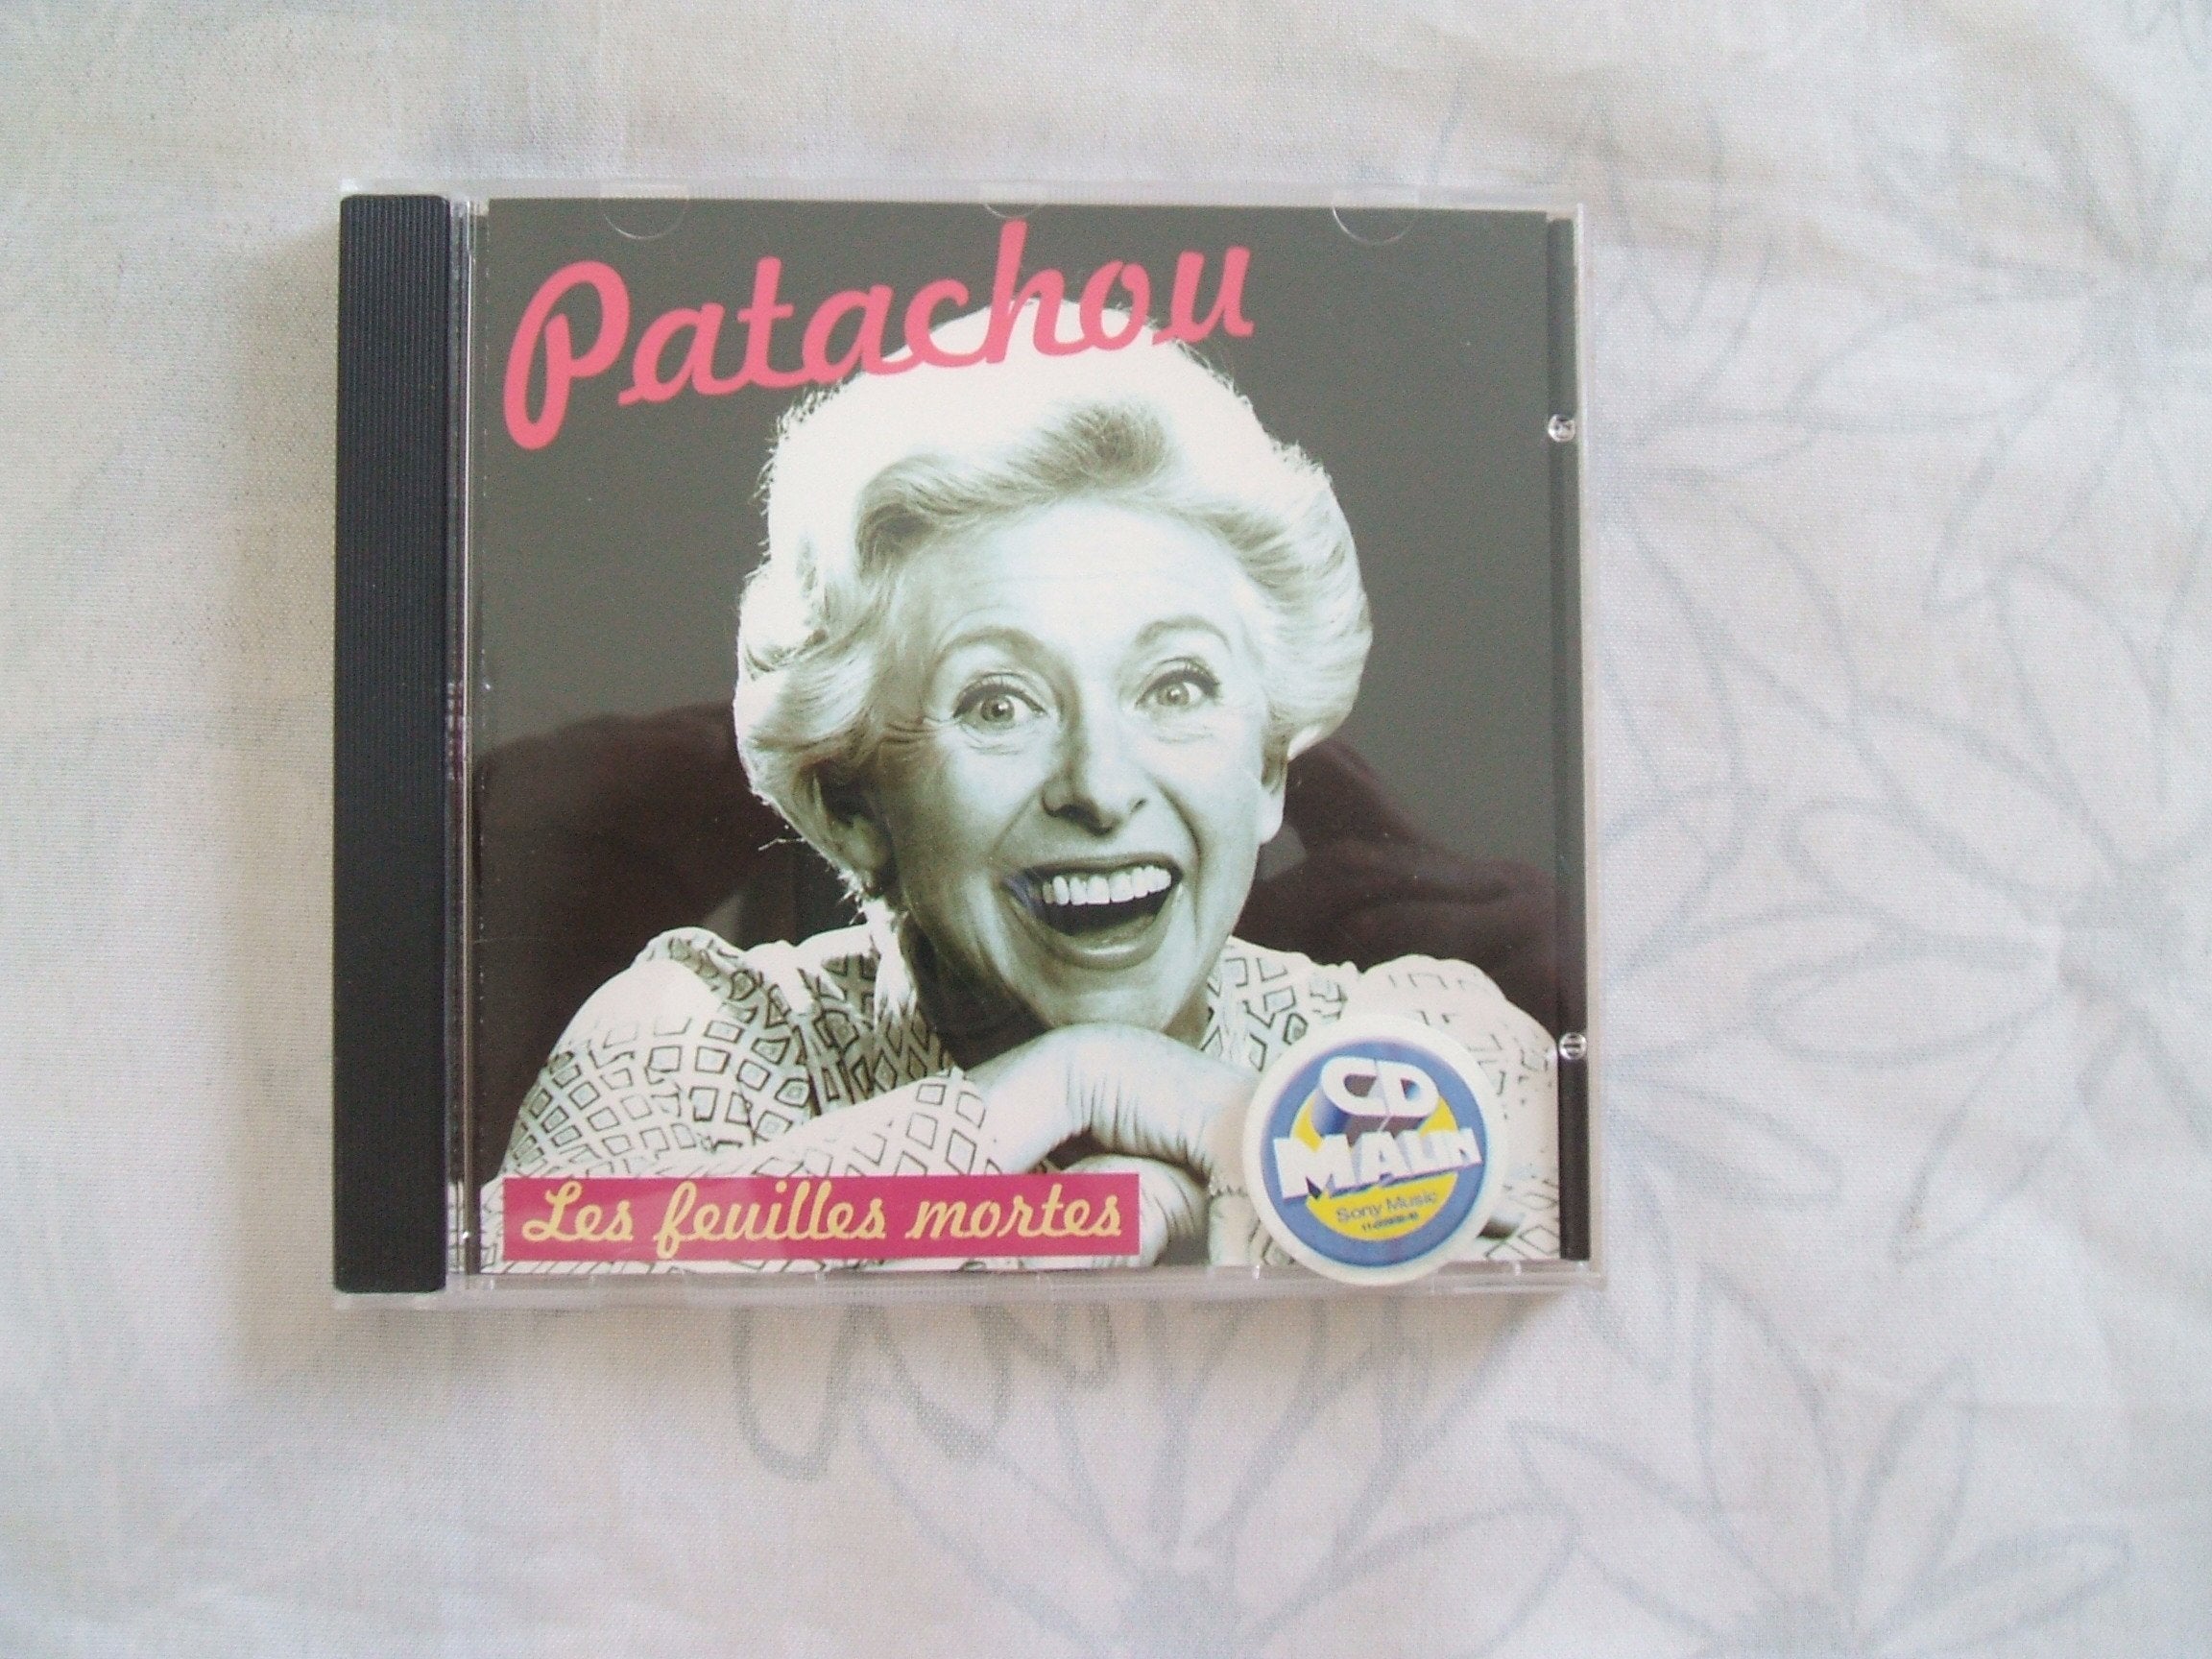 Patachou
Les feuilles mortes
CD
MALIN
Sony Music